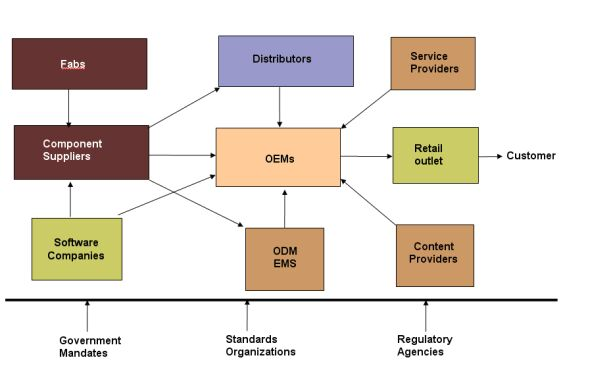 Fabs
Distributors
Service
Providers
Component
Suppliers
OEMs
Retail
outlet
Customer
Software
Companies
ODM
EMS
Content
Providers
Government
Mandates
Standards
Organizations
Regulatory
Agencies